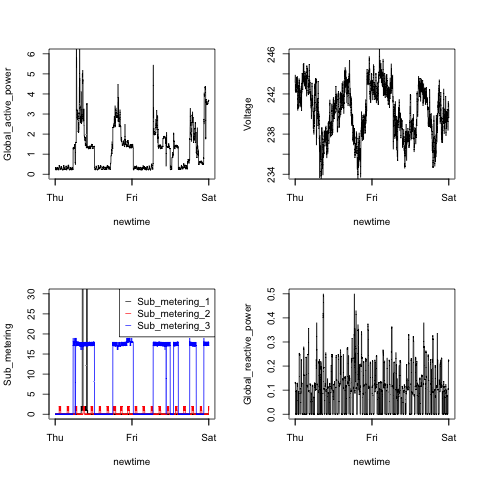 Global_active_power
0 1 2 3 4 5 6
Thu Fri Sat
newtime
Voltage
234 238 242 246
Thu Fri Sat
newtime
Sub_metering
0 5 10 15 20 25 30
Sub_metering_1
Sub_metering_2
Sub_metering_3
Thu Fri Sat
newtime
Global_reactive_power
0.0 0.1 0.2 0.3 0.4 0.5
Thu Fri Sat
newtime